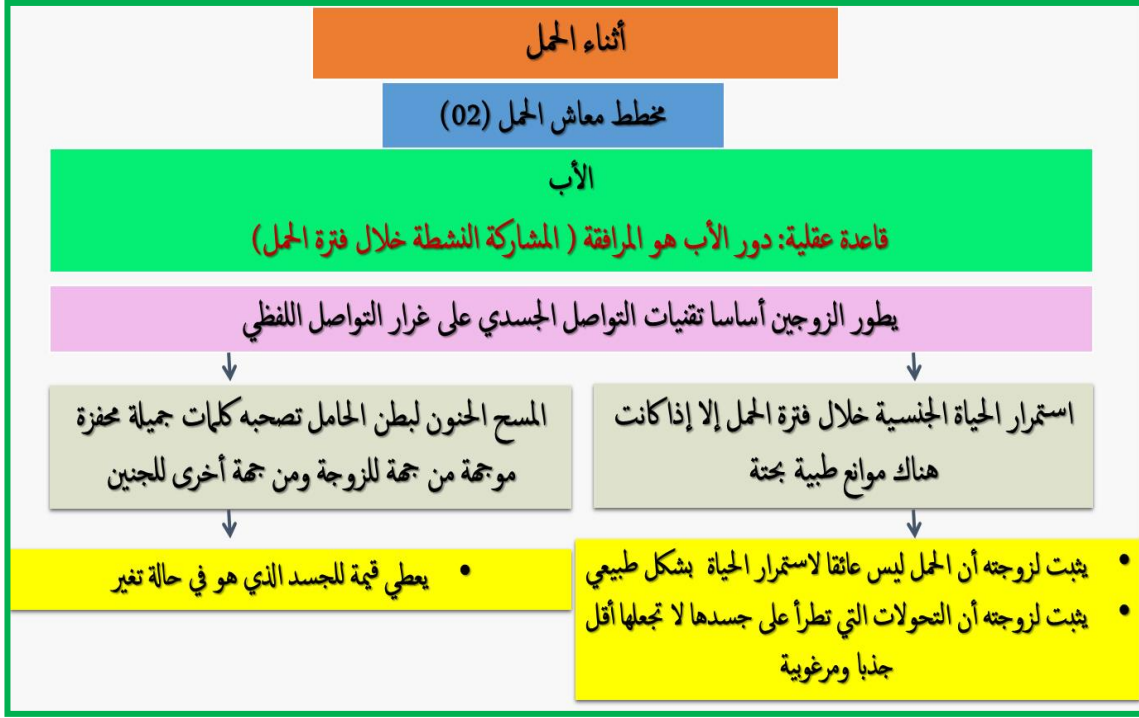 أثناء الحمل
مخطط معاش الحمل (02)
الأب
قاعدة عقلية: دور الأب هو المرافقة ( المشاركة النشطة خلال فترة الحمل)
يطور الزوجين أساسا تقنيات التواصل الجسدي على غرار التواصل اللفظي
استمرار الحياة الجنسية خلال فترة الحمل إلا إذا كانت
هناك موانع طبية بحتة
• يثبت لزوجته أن الحمل ليس عائقا لاستمرار الحياة بشكل طبيعي
• يثبت لزوجته أن التحولات التي تطرأ على جسدها لا تجعلها أقل
جذبا ومرغوبية
المسح الحنون لبطن الحامل تصحبه كلمات جميلة محفزة
موجهة من جهة للزوجة ومن جهة أخرى للجنين
• يعطي قيمة للجسد الذي هو في حالة تغير